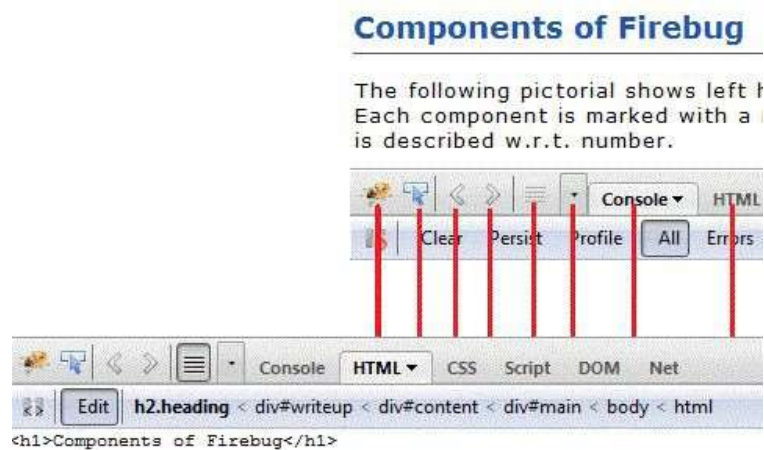 Components of Firebug
The following pictorial shows left
Each component is marked with a
is described w.r.t. number.
Console HTML
Clear Persist Profile All Errors
Console HTML CSS Script DOM Net
Edit h2.heading < div#writeup < div#content < div#main < body < html
<h1>Components of Firebug</h1>